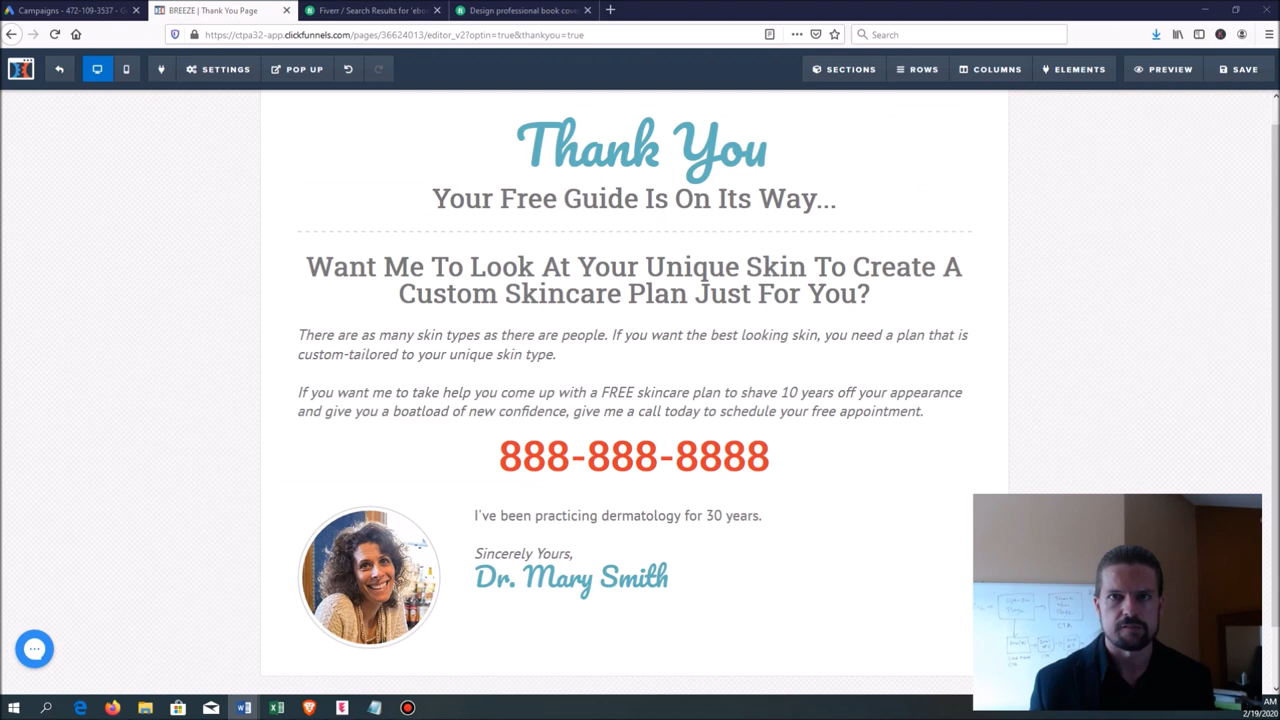 Campaigns - 472-109-3537 - G
BREEZE | Thank You Page
Fiverr / Search Results for 'ebo
Design professional book cove
https://ctpa32-app.clickfunnels.com/pages/36624013/editor_v2?optin=true&thankyou=true
Search
SETTINGS
POP UP
SECTIONS
ROWS
COLUMNS
ELEMENTS
PREVIEW
SAVE
Thank You
Your Free Guide Is On Its Way...
Want Me To Look At Your Unique Skin To Create A
Custom Skincare Plan Just For You?
There are as many skin types as there are people. If you want the best looking skin, you need a plan that is
custom-tailored to your unique skin type.
If you want me to take help you come up with a FREE skincare plan to shave 10 years off your appearance
and give you a boatload of new confidence, give me a call today to schedule your free appointment.
888-888-8888
I've been practicing dermatology for 30 years.
Sincerely Yours,
Dr. Mary Smith
AM
2/19/2020